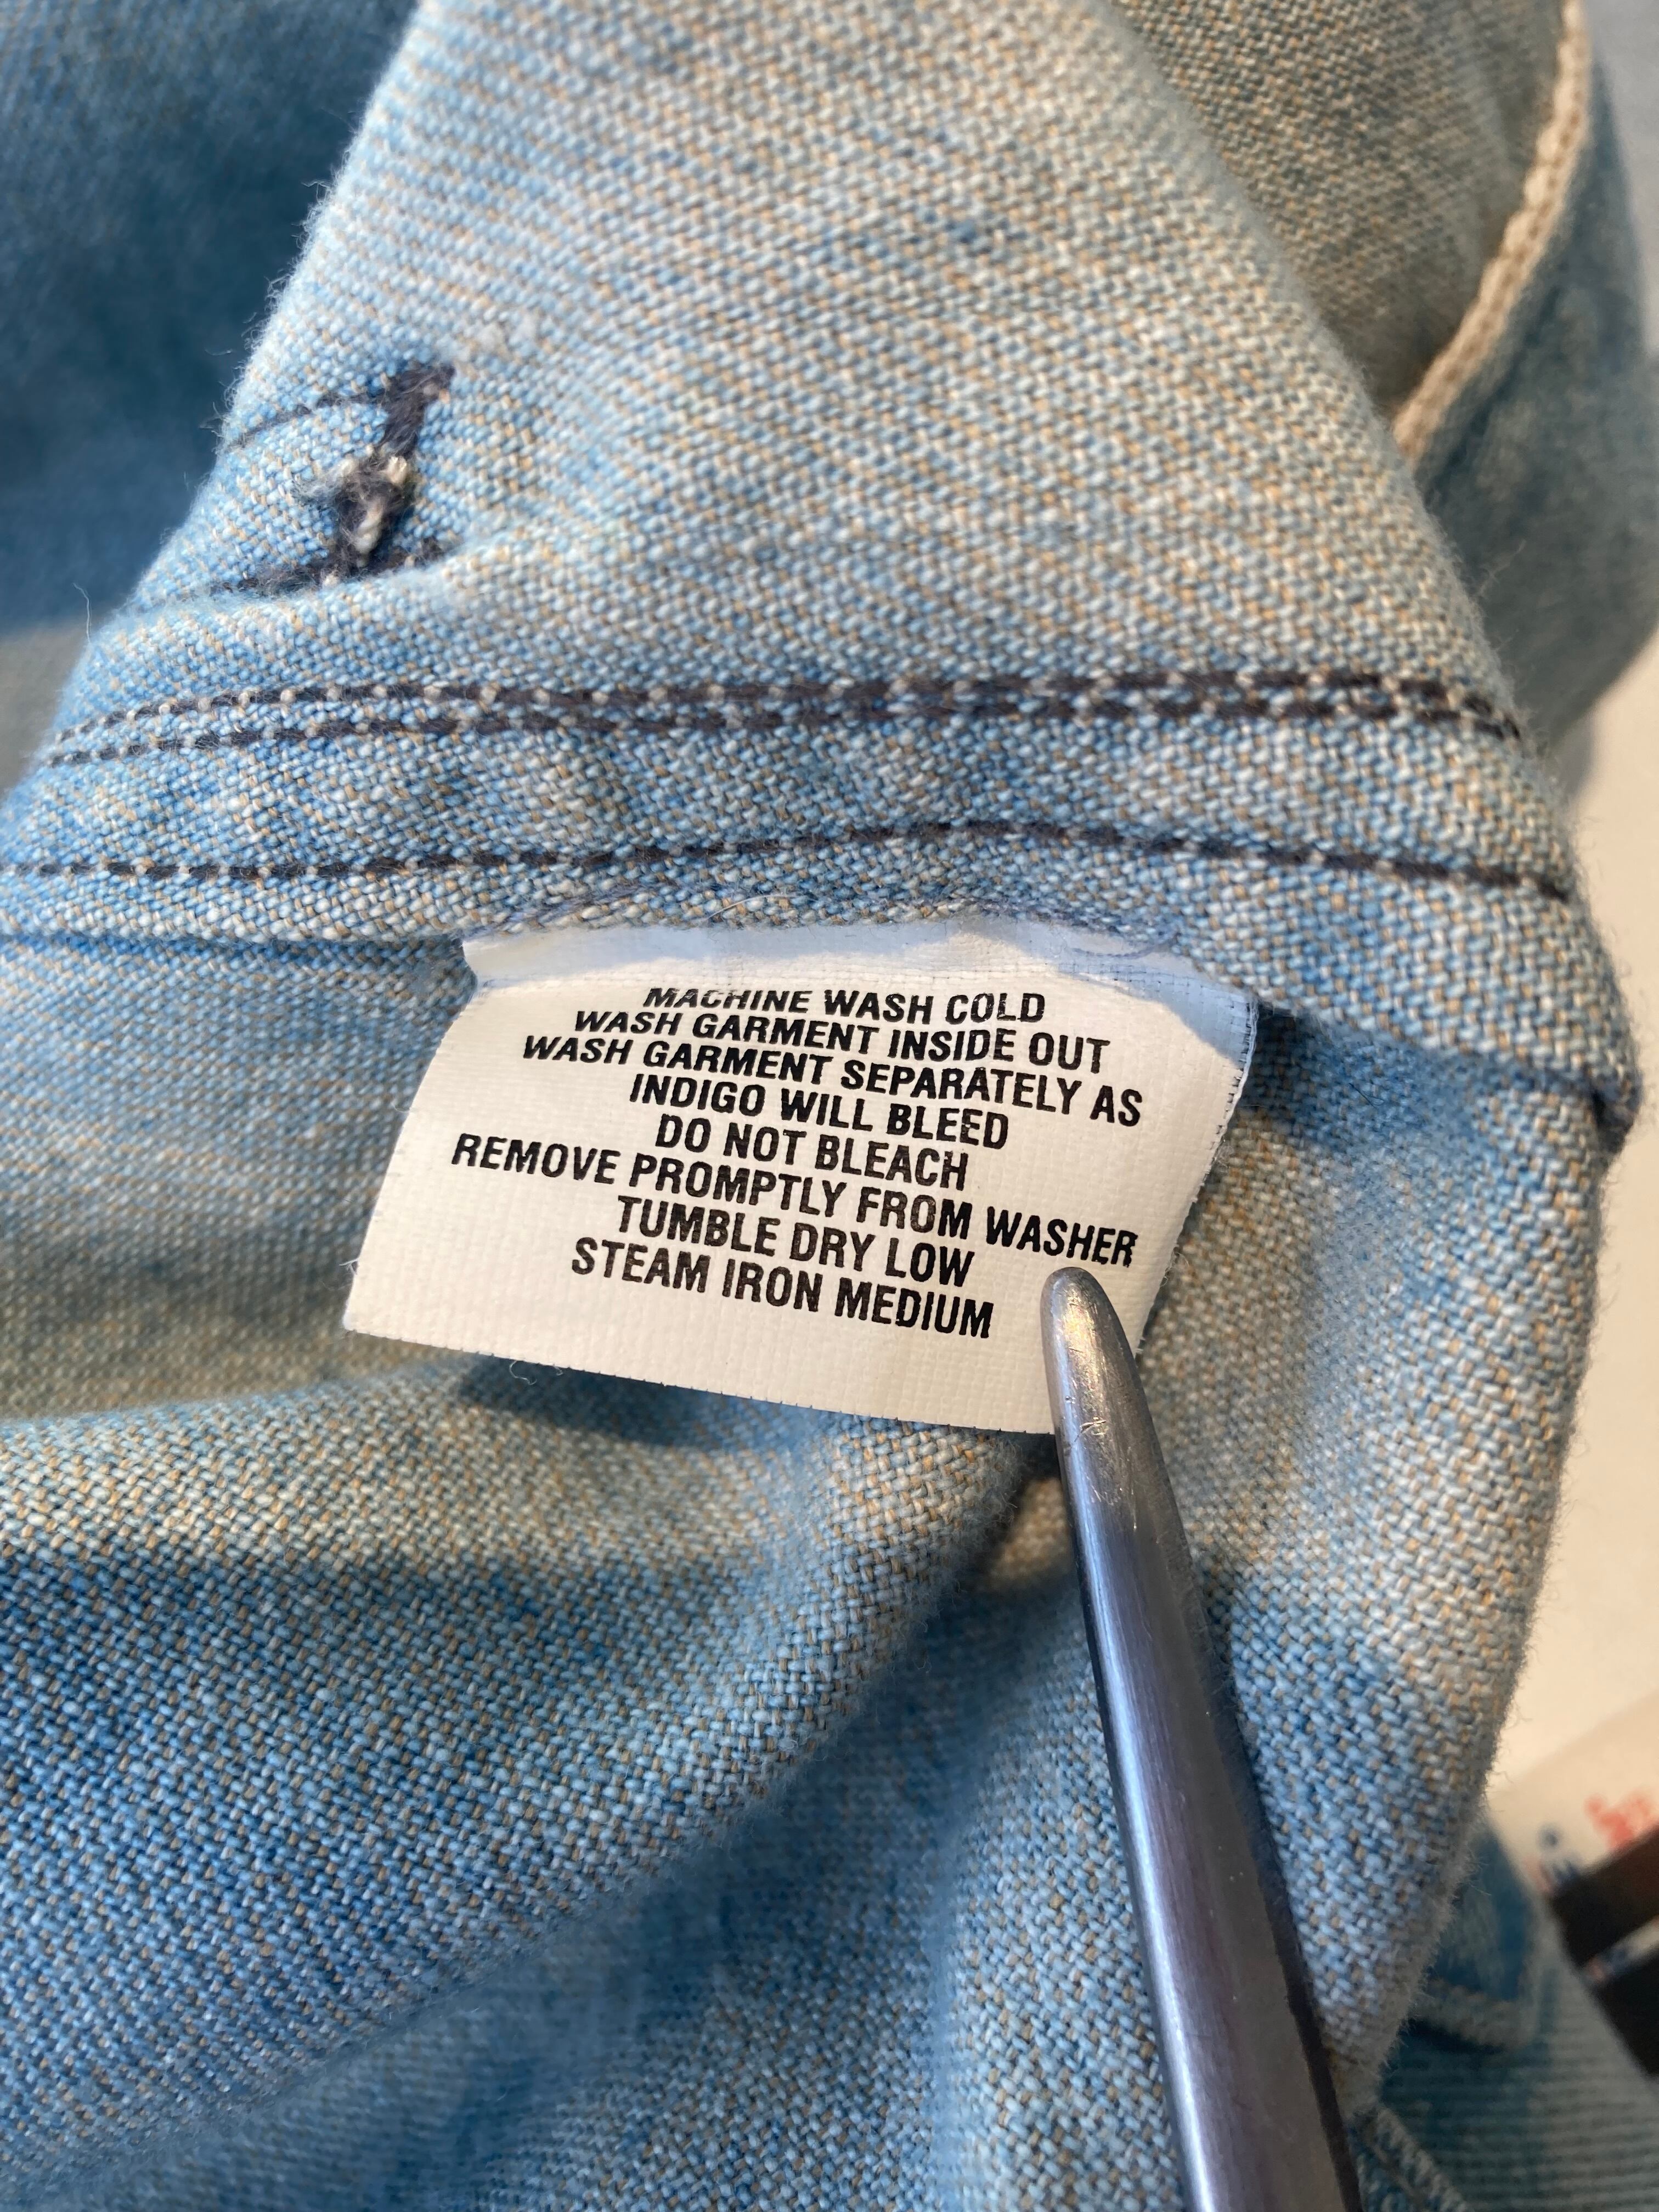 MACHINE WASH COLD
WASH GARMENT INSIDE OUT
WASH GARMENT SEPARATELY AS
INDIGO WILL BLEED
DO NOT BLEACH
REMOVE PROMPTLY FROM WASHER
TUMBLE DRY LOW
STEAM IRON MEDIUM